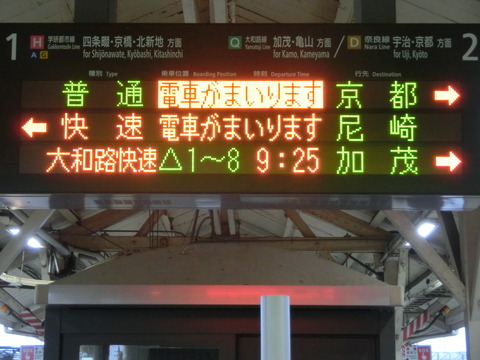 1 H 学研都市線 Gakkentoshi Line A G 四条畷・京橋・北新地 方面 for Shijōnawate, Kyōbashi, Kitashinchi
Q 大和路線 Yamatoji Line 加茂・亀山 方面 for Kamo, Kameyama / D 奈良線 Nara Line 宇治・京都 方面 for Uji, Kyōto 2
種別 Type 乗車位置 Boarding Position 時刻 Departure Time 行先 Destination
普通 電車がまいります 京都 →
← 快速 電車がまいります 尼崎
大和路快速 △1～8 9:25 加茂 →